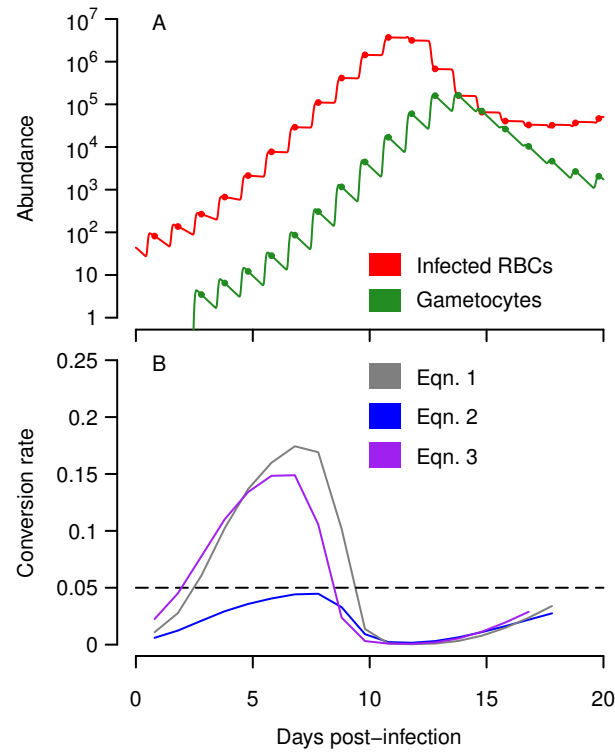 A
Abundance
10^7
10^6
10^5
10^4
10^3
10^2
10
1
Infected RBCs
Gametocytes
B
Conversion rate
0.25
0.20
0.15
0.10
0.05
0
Eqn. 1
Eqn. 2
Eqn. 3
0 5 10 15 20
Days post−infection